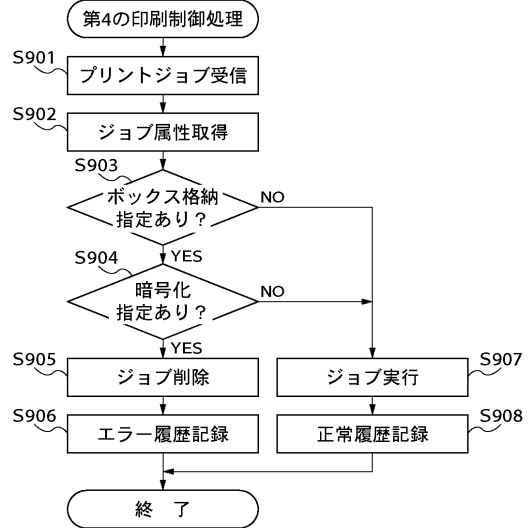 第4の印刷制御処理
S901
プリントジョブ受信
S902
ジョブ属性取得
S903
ボックス格納
指定あり？
NO
YES
S904
暗号化
指定あり？
NO
YES
S905
ジョブ削除
ジョブ実行
S907
S906
エラー履歴記録
正常履歴記録
S908
終 了